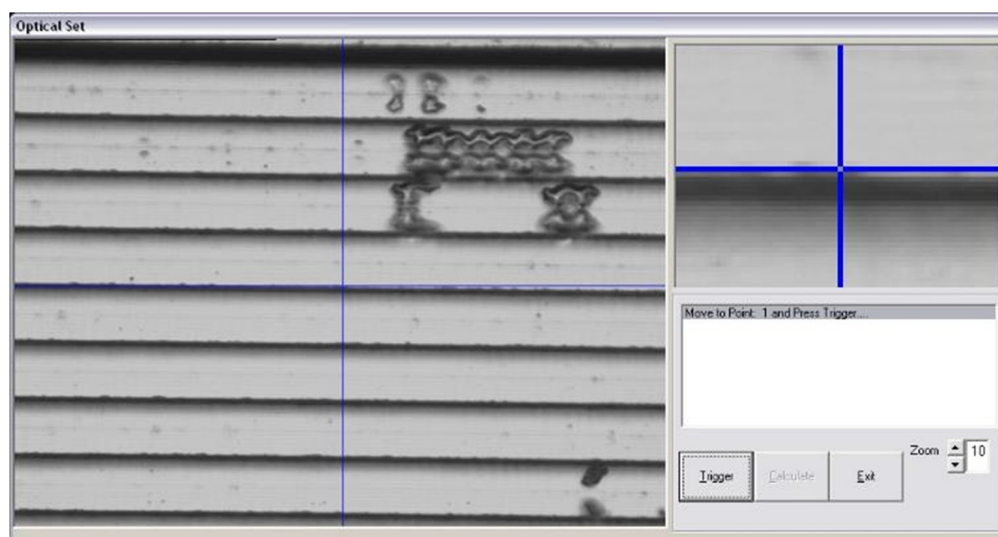 Optical Set
Move to Point: 1 and Press Trigger....
Zoom 10
Trigger Calculate Exit